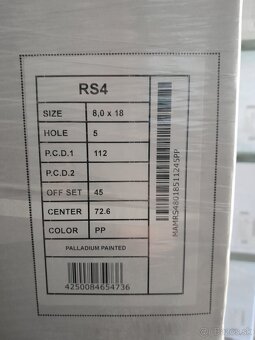 RS4
SIZE 8,0 x 18
HOLE 5
P.C.D.1 112
P.C.D.2
OFF SET 45
CENTER 72.6
COLOR PP
PALLADIUM PAINTED
4250084654736
MAMRS48018511245PP